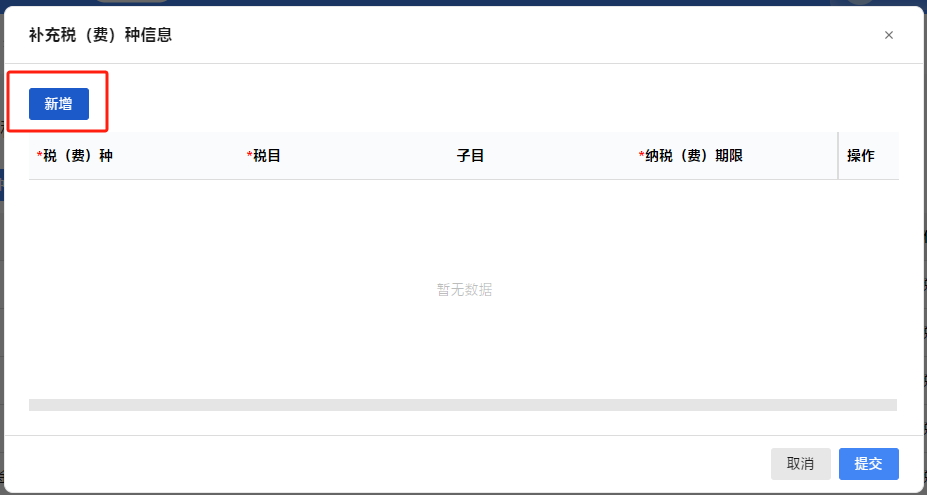 补充税（费）种信息
×
新增
*税（费）种 *税目 子目 *纳税（费）期限 操作
暂无数据
取消 提交